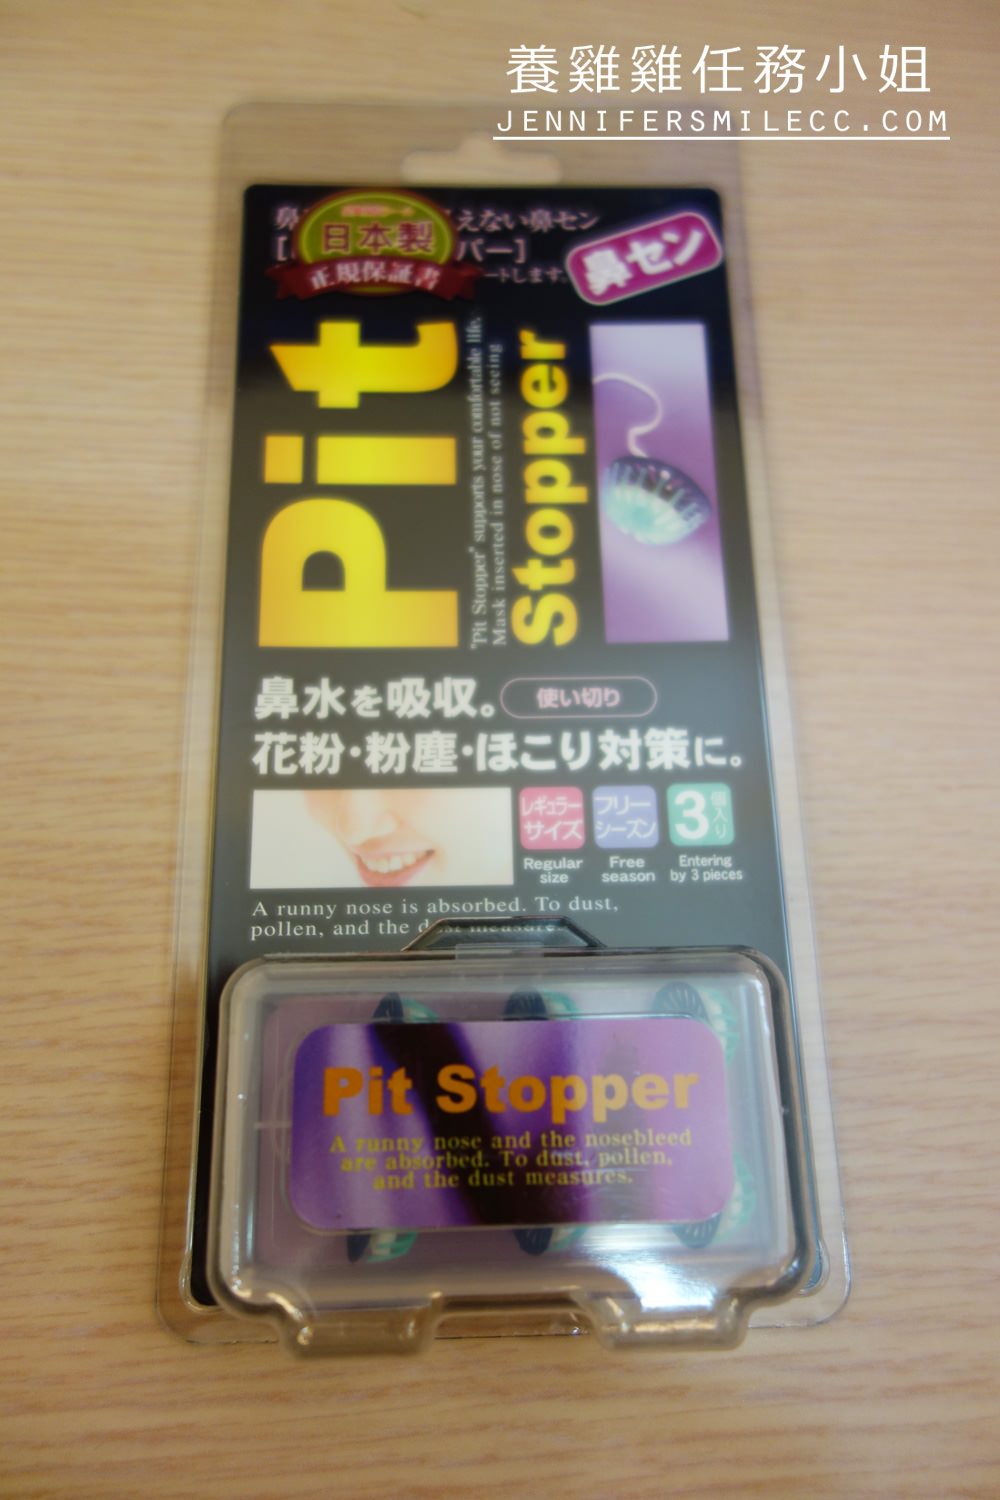 養雞雞任務小姐
JENNIFERSMILECC.COM
鼻 えない鼻セン
日本製
正規保証書
バー]
ートします。
鼻セン
Pit
"Pit Stopper" supports your comfortable life.
Mask inserted in nose of not seeing
Stopper
鼻水を吸収。
使い切り
花粉・粉塵・ほこり対策に。
レギュラー
サイズ
フリー
シーズン
3個入り
Regular
size
Free
season
Entering
by 3 pieces
A runny nose is absorbed. To dust,
pollen, and the dust measures.
Pit Stopper
A runny nose and the nosebleed
are absorbed. To dust, pollen,
and the dust measures.